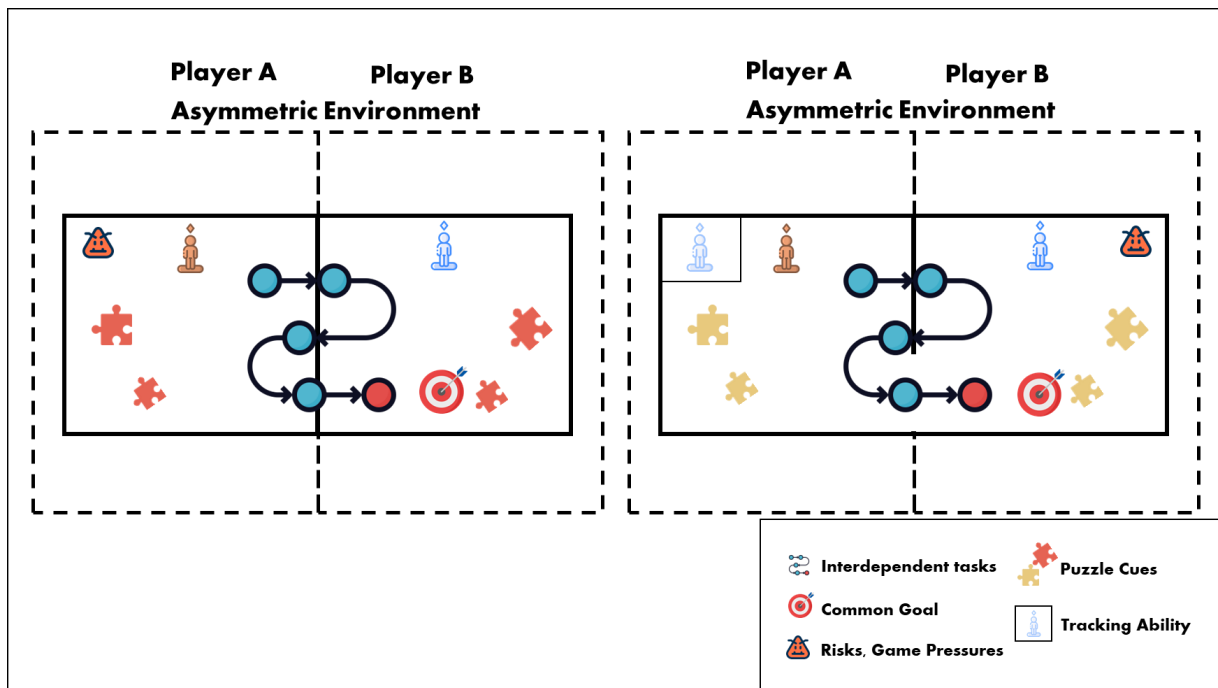 Player A
Player B
Asymmetric Environment
Player A
Player B
Asymmetric Environment
Interdependent tasks
Common Goal
Risks, Game Pressures
Puzzle Cues
Tracking Ability